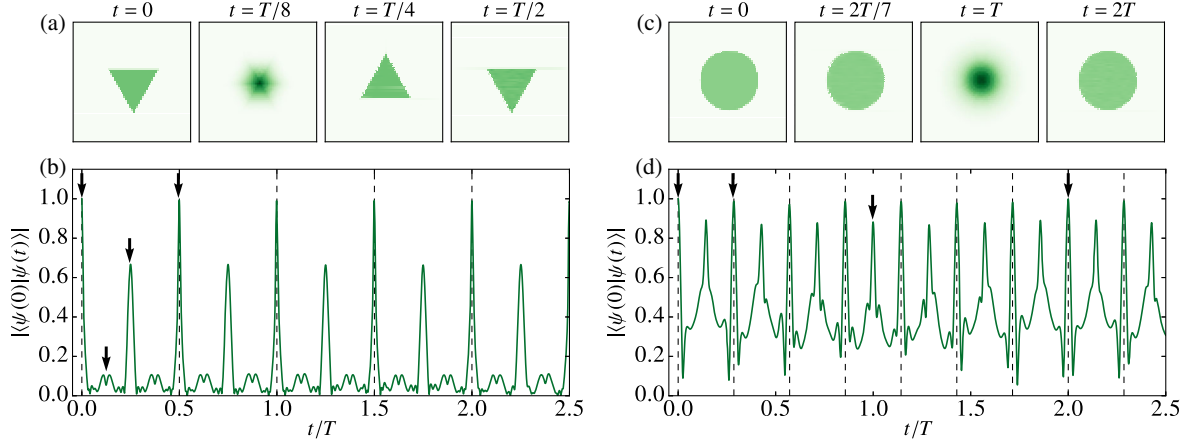 (a) t = 0 t = T/8 t = T/4 t = T/2
(b)
|⟨ψ(0)|ψ(t)⟩|
1.0
0.8
0.6
0.4
0.2
0.0
0.0 0.5 1.0 1.5 2.0 2.5
t/T
(c) t = 0 t = 2T/7 t = T t = 2T
(d)
|⟨ψ(0)|ψ(t)⟩|
1.0
0.8
0.6
0.4
0.2
0.0
0.0 0.5 1.0 1.5 2.0 2.5
t/T